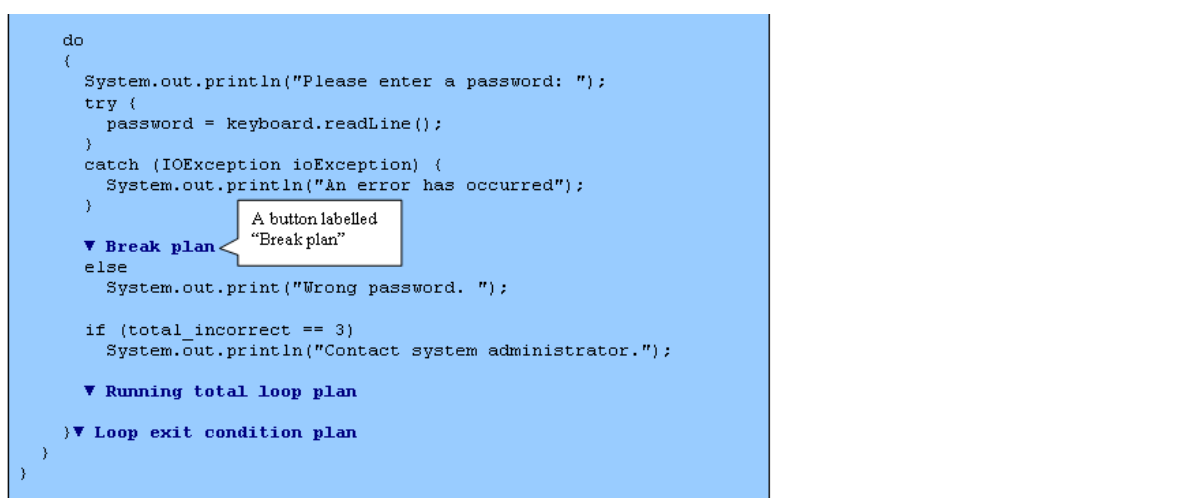 do
{
System.out.println("Please enter a password: ");
try {
password = keyboard.readLine();
}
catch (IOException ioException) {
System.out.println("An error has occurred");
}
A button labelled
“Break plan”
▼ Break plan
else
System.out.print("Wrong password. ");
if (total_incorrect == 3)
System.out.println("Contact system administrator.");
▼ Running total loop plan
}▼ Loop exit condition plan
}
}